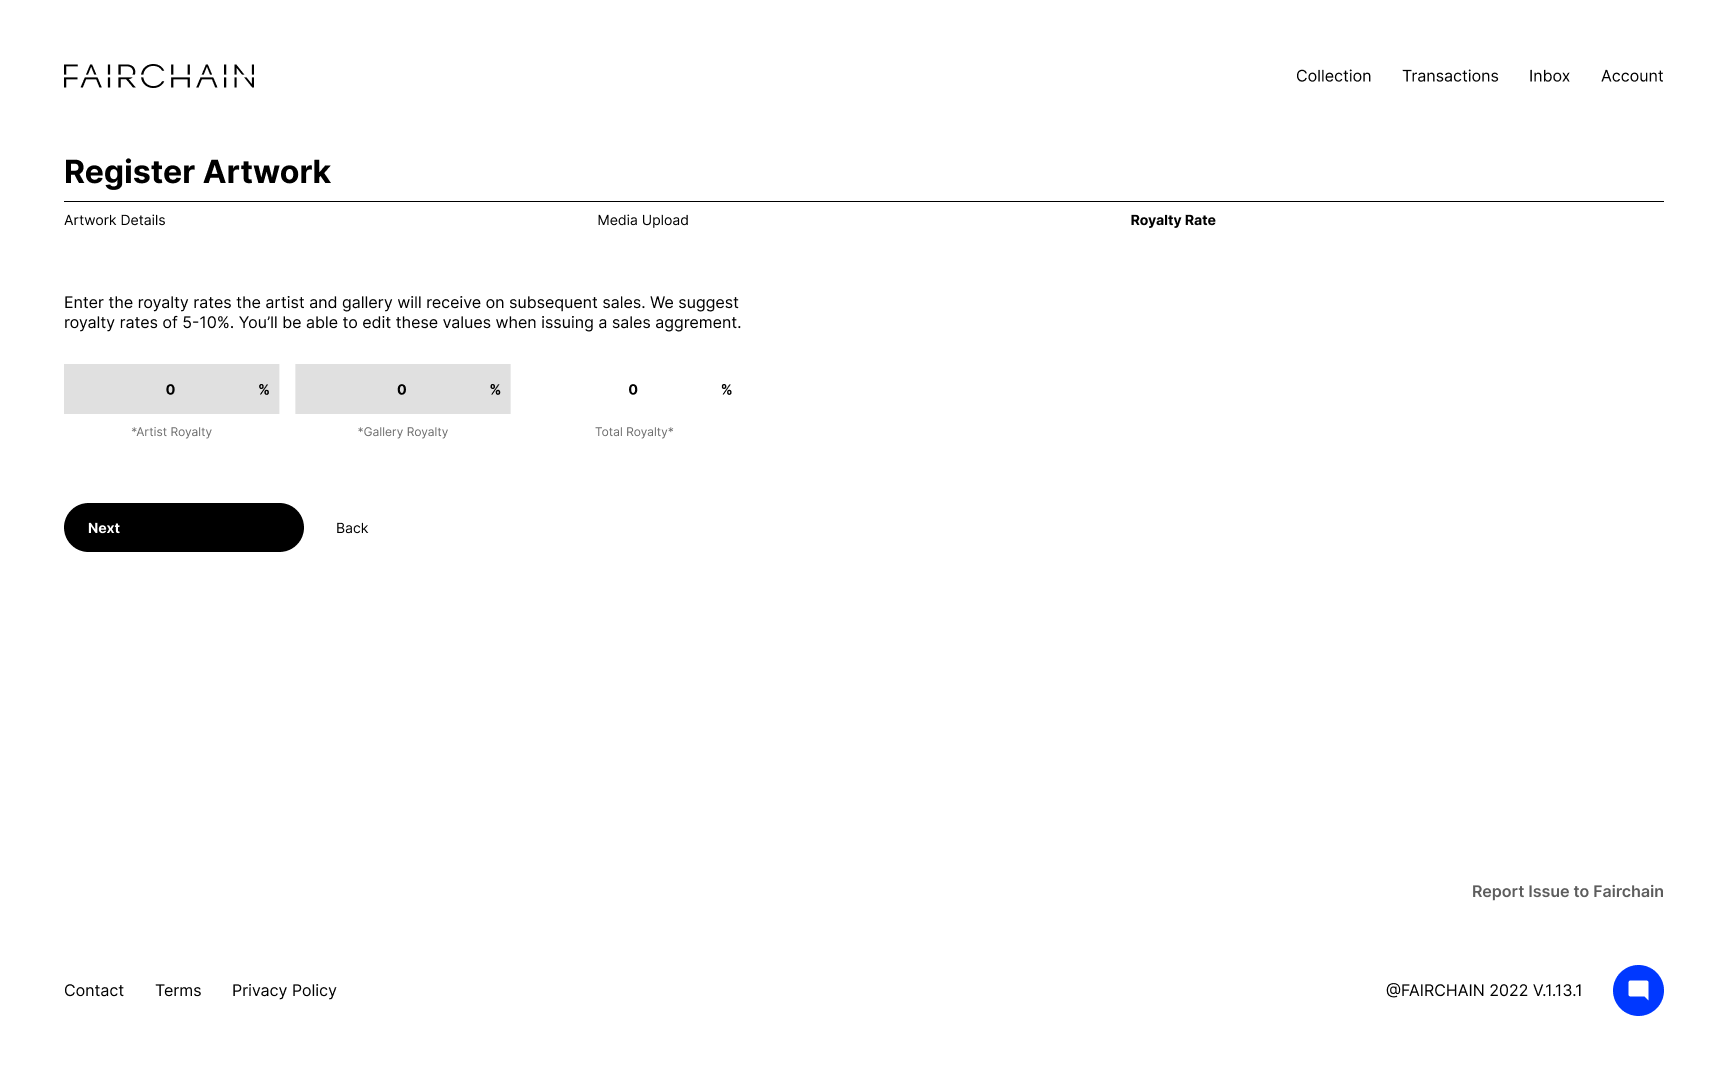 FAIRCHAIN
Collection Transactions Inbox Account
Register Artwork
Artwork Details Media Upload Royalty Rate
Enter the royalty rates the artist and gallery will receive on subsequent sales. We suggest
royalty rates of 5-10%. You’ll be able to edit these values when issuing a sales aggrement.
0 % 0 % 0 %
*Artist Royalty *Gallery Royalty Total Royalty*
Next Back
Report Issue to Fairchain
Contact Terms Privacy Policy @FAIRCHAIN 2022 V.1.13.1